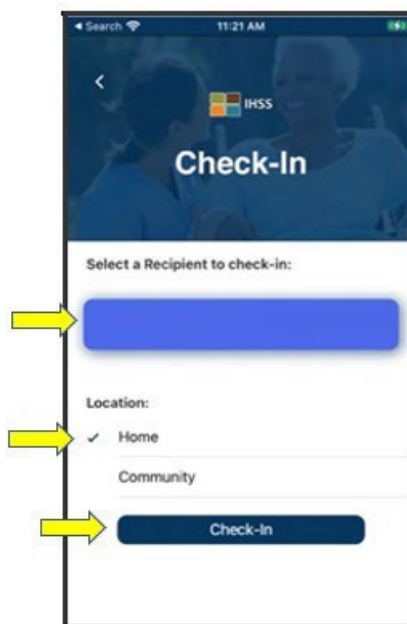 Search
11:21 AM
IHSS
Check-In
Select a Recipient to check-in:
Location:
Home
Community
Check-In